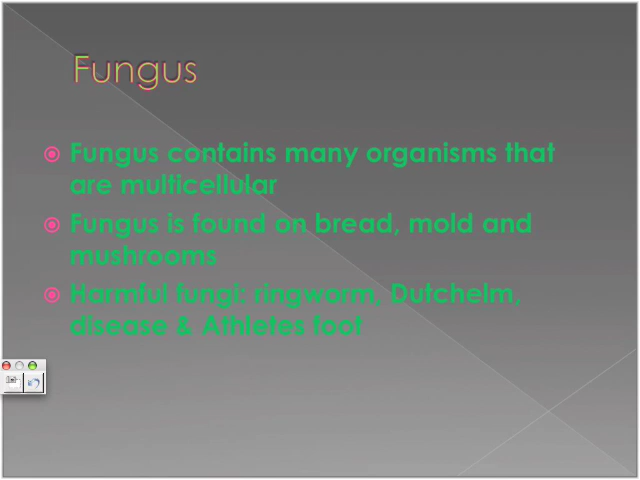 Fungus
Fungus contains many organisms that
are multicellular
Fungus is found on bread, mold and
mushrooms
Harmful fungi: ringworm, Dutchelm,
disease & Athletes foot